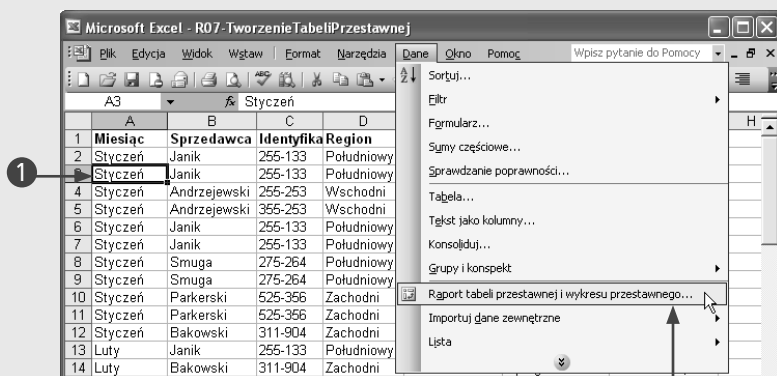 Microsoft Excel - R07-TworzenieTabeliPrzestawnej
Plik Edycja Widok Wstaw Format Narzędzia Dane Okno Pomoc Wpisz pytanie do Pomocy
A3 fx Styczeń
A B C D H
1 Miesiąc Sprzedawca Identyfika Region
2 Styczeń Janik 255-133 Południowy
3 Styczeń Janik 255-133 Południowy
4 Styczeń Andrzejewski 255-253 Wschodni
5 Styczeń Andrzejewski 355-253 Wschodni
6 Styczeń Janik 255-133 Południowy
7 Styczeń Janik 255-133 Południowy
8 Styczeń Smuga 275-264 Południowy
9 Styczeń Smuga 275-264 Południowy
10 Styczeń Parkerski 525-356 Zachodni
11 Styczeń Parkerski 525-356 Zachodni
12 Styczeń Bakowski 311-904 Zachodni
13 Luty Janik 255-133 Południowy
14 Luty Bakowski 311-904 Zachodni
Sortuj...
Filtr
Formularz...
Sumy częściowe...
Sprawdzanie poprawności...
Tabela...
Tekst jako kolumny...
Konsoliduj...
Grupy i konspekt
Raport tabeli przestawnej i wykresu przestawnego...
Importuj dane zewnętrzne
Lista
1